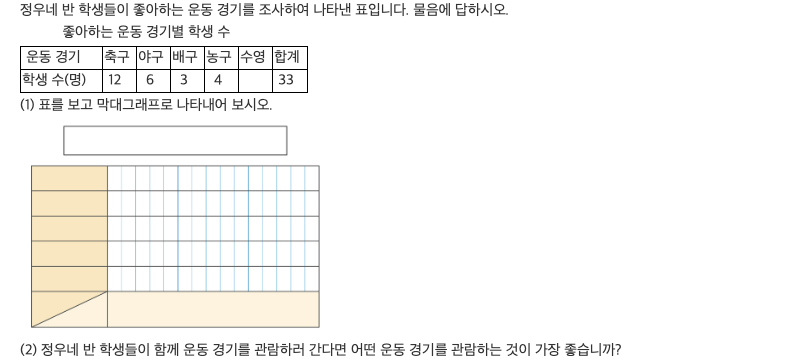 정우네 반 학생들이 좋아하는 운동 경기를 조사하여 나타낸 표입니다. 물음에 답하시오.
좋아하는 운동 경기별 학생 수
운동 경기 축구 야구 배구 농구 수영 합계
학생 수(명) 12 6 3 4 33
(1) 표를 보고 막대그래프로 나타내어 보시오.
(2) 정우네 반 학생들이 함께 운동 경기를 관람하러 간다면 어떤 운동 경기를 관람하는 것이 가장 좋습니까?